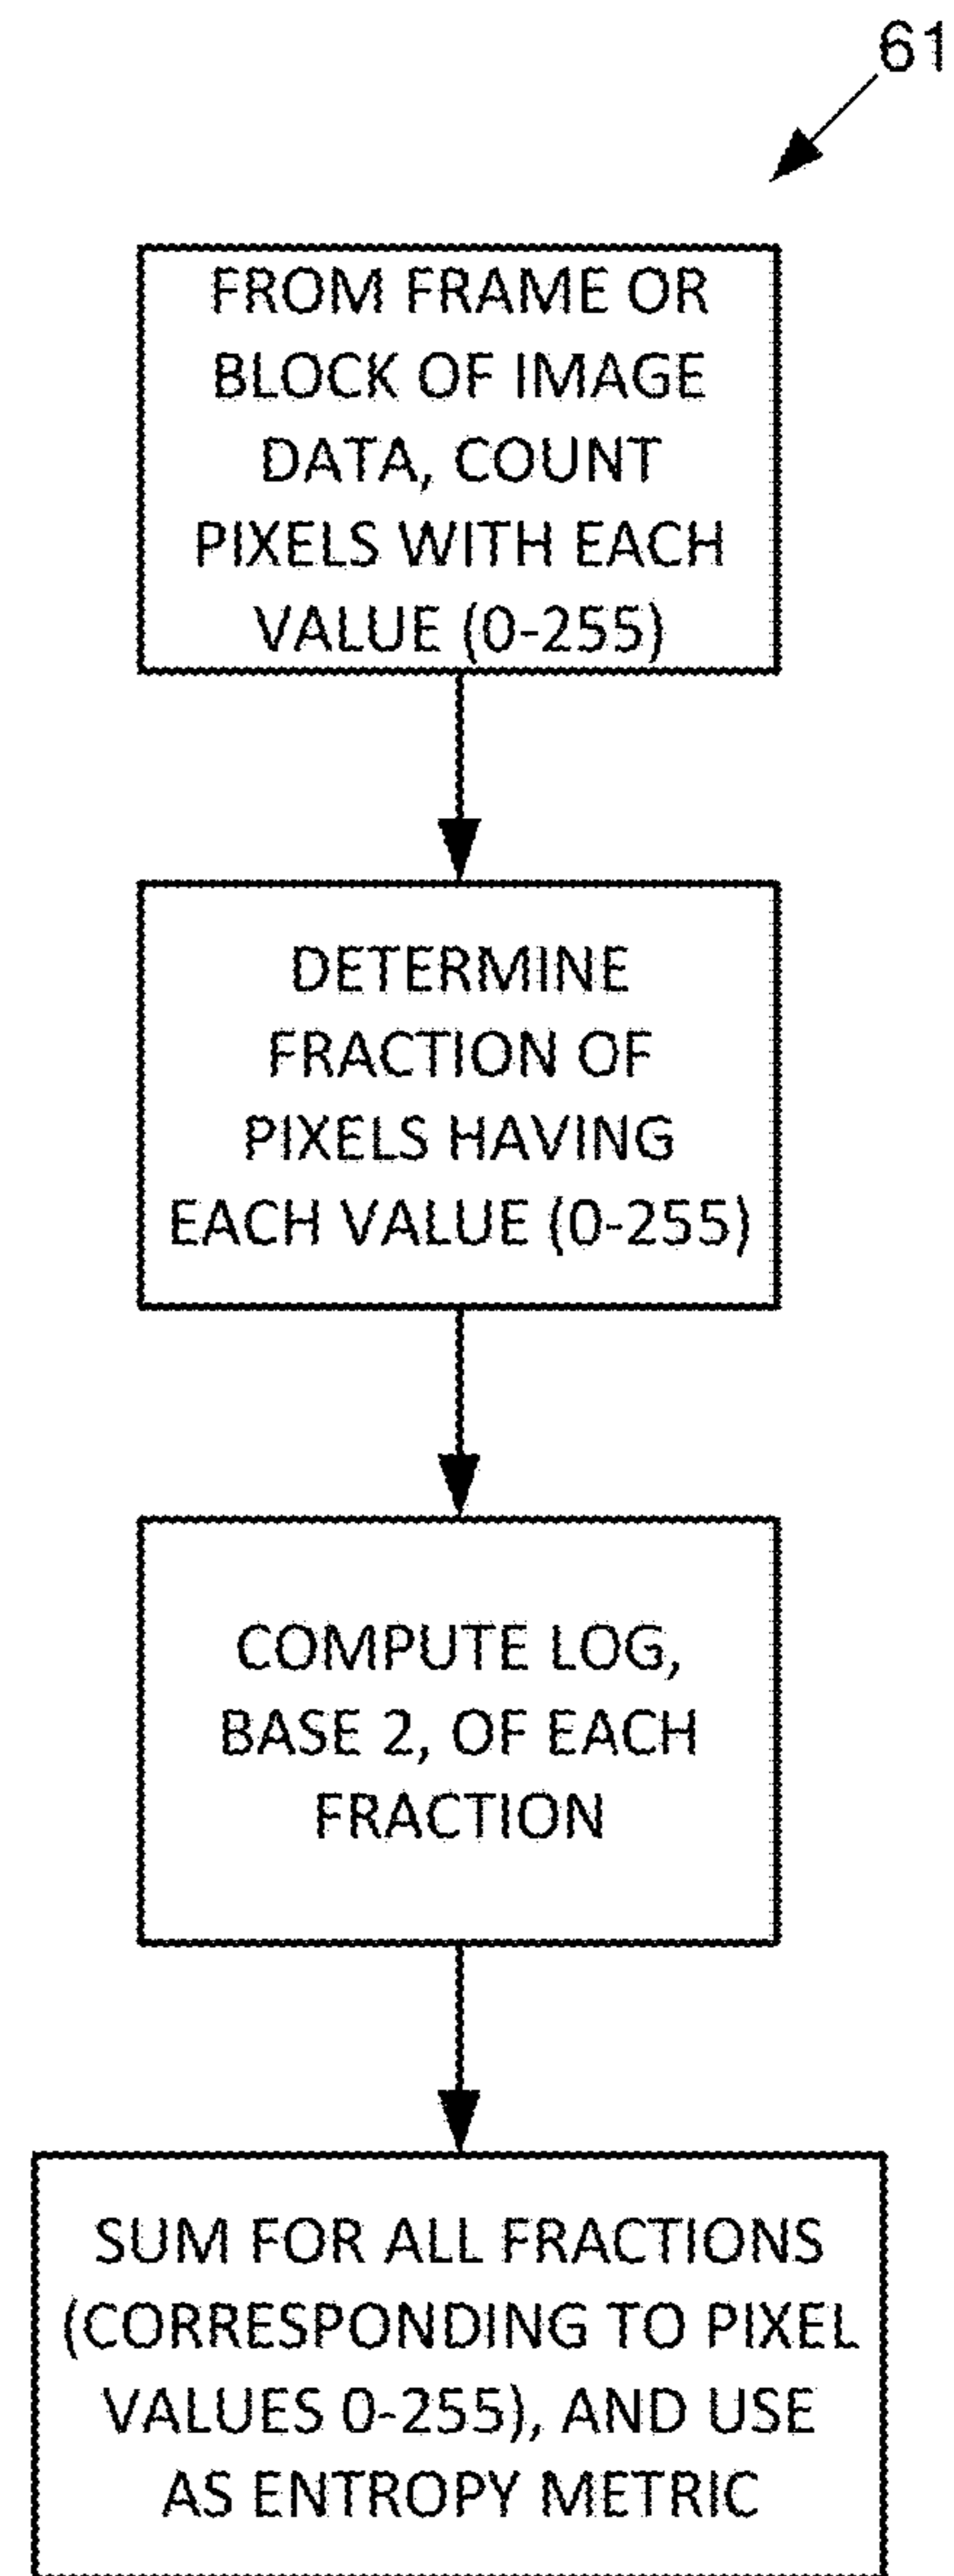 61
FROM FRAME OR
BLOCK OF IMAGE
DATA, COUNT
PIXELS WITH EACH
VALUE (0-255)
DETERMINE
FRACTION OF
PIXELS HAVING
EACH VALUE (0-255)
COMPUTE LOG,
BASE 2, OF EACH
FRACTION
SUM FOR ALL FRACTIONS
(CORRESPONDING TO PIXEL
VALUES 0-255), AND USE
AS ENTROPY METRIC